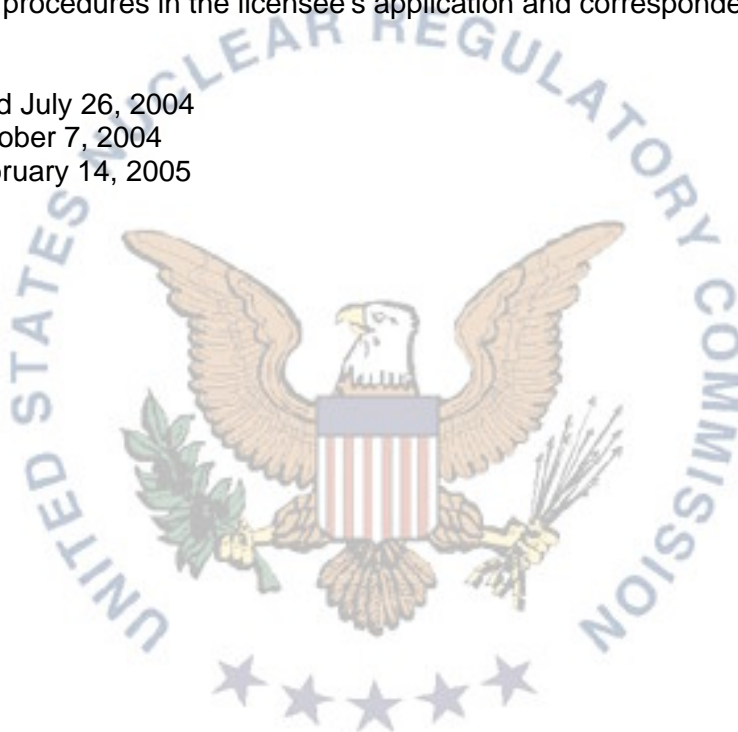 procedures in the licensee's application and corresponde
d July 26, 2004
ober 7, 2004
ruary 14, 2005
UNITED STATES NUCLEAR REGULATORY COMMISSION